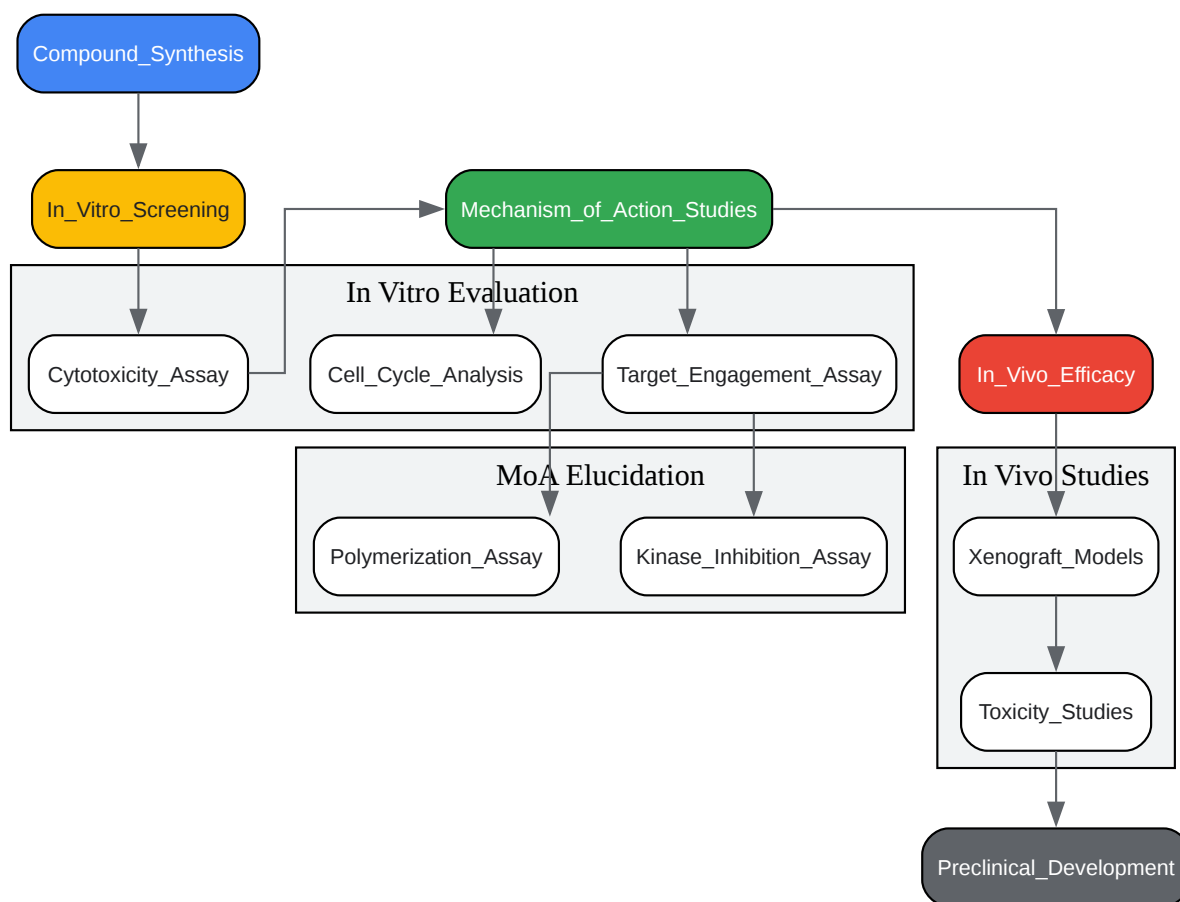 Compound_Synthesis
In_Vitro_Screening
Mechanism_of_Action_Studies
In Vitro Evaluation
Cytotoxicity_Assay
Cell_Cycle_Analysis
Target_Engagement_Assay
In_Vivo_Efficacy
MoA Elucidation
In Vivo Studies
Polymerization_Assay
Kinase_Inhibition_Assay
Xenograft_Models
Toxicity_Studies
Preclinical_Development